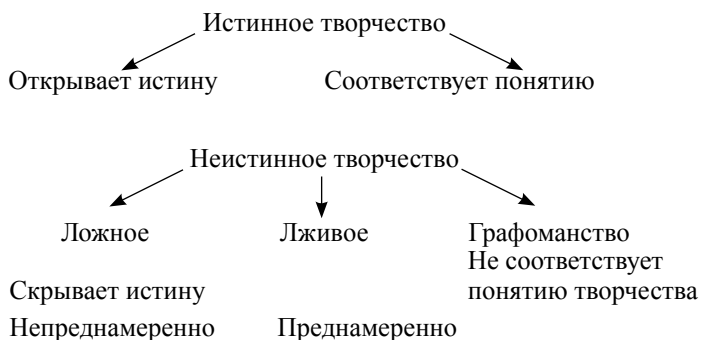 Истинное творчество
Открывает истину Соответствует понятию
Неистинное творчество
Ложное Лживое Графоманство
Не соответствует
Скрывает истину понятию творчества
Непреднамеренно Преднамеренно